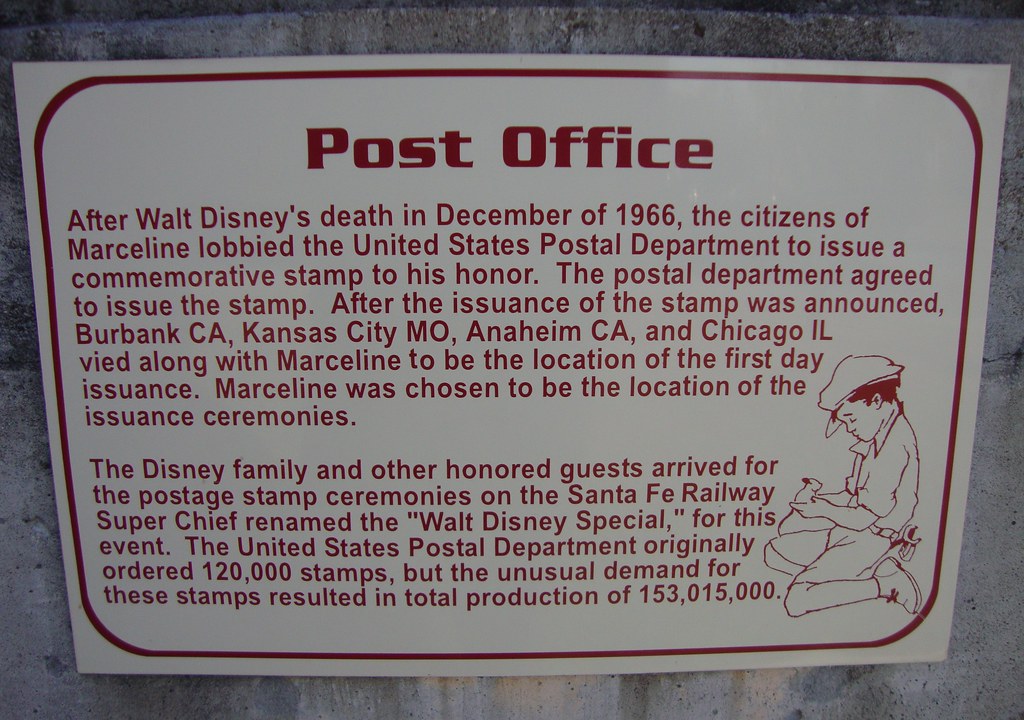 Post Office
After Walt Disney's death in December of 1966, the citizens of
Marceline lobbied the United States Postal Department to issue a
commemorative stamp to his honor. The postal department agreed
to issue the stamp. After the issuance of the stamp was announced,
Burbank CA, Kansas City MO, Anaheim CA, and Chicago IL
vied along with Marceline to be the location of the first day
issuance. Marceline was chosen to be the location of the
issuance ceremonies.
The Disney family and other honored guests arrived for
the postage stamp ceremonies on the Santa Fe Railway
Super Chief renamed the "Walt Disney Special," for this
event. The United States Postal Department originally
ordered 120,000 stamps, but the unusual demand for
these stamps resulted in total production of 153,015,000.